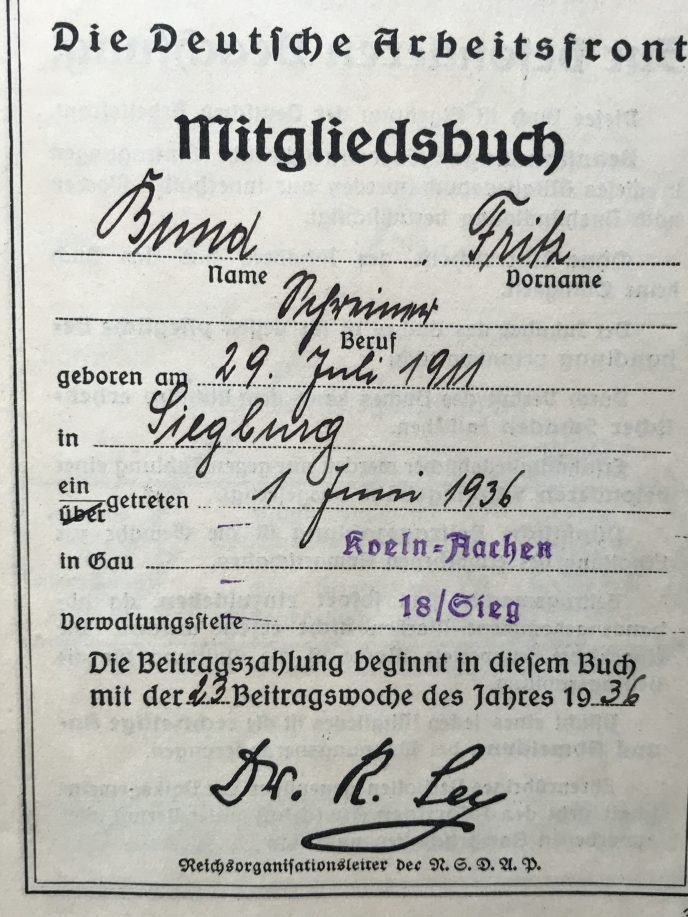 Die Deutsche Arbeitsfront
Mitgliedsbuch
Bund Fritz
Name Vorname
Schreiner
Beruf
geboren am 29. Juli 1911
in Siegburg
ein
über getreten 1 Juni 1936
in Gau Koeln-Aachen
Verwaltungsstelle 18/Sieg
Die Beitragszahlung beginnt in diesem Buch
mit der 23 Beitragswoche des Jahres 1936
Dr. R. Ley
Reichsorganisationsleiter der N.S.D.A.P.